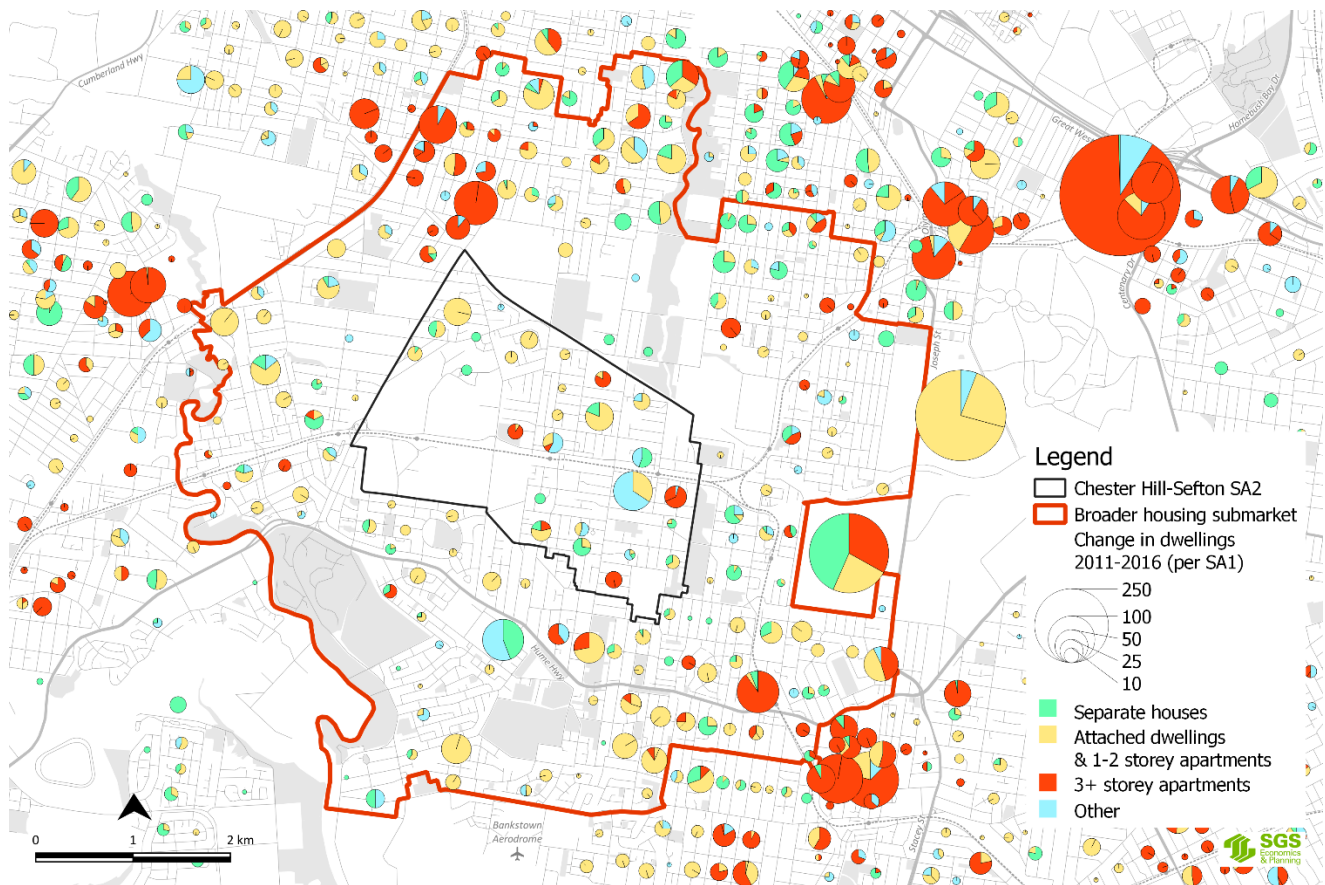 Cumberland Hwy
Great Wes
Homebush Bay Dr
Centenary Dr
Joseph St
Hume Hwy
Stacey St
Bankstown
Aerodrome
Legend
Chester Hill-Sefton SA2
Broader housing submarket
Change in dwellings
2011-2016 (per SA1)
250
100
50
25
10
Separate houses
Attached dwellings
& 1-2 storey apartments
3+ storey apartments
Other
0
1
2 km
SGS
Economics
& Planning